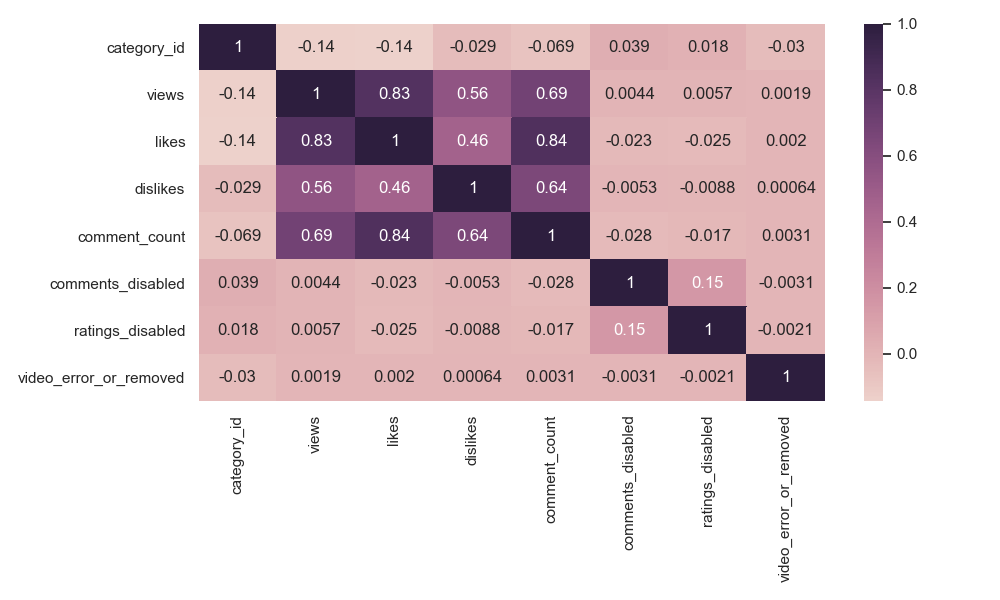 category_id 1 -0.14 -0.14 -0.029 -0.069 0.039 0.018 -0.03
views -0.14 1 0.83 0.56 0.69 0.0044 0.0057 0.0019
likes -0.14 0.83 1 0.46 0.84 -0.023 -0.025 0.002
dislikes -0.029 0.56 0.46 1 0.64 -0.0053 -0.0088 0.00064
comment_count -0.069 0.69 0.84 0.64 1 -0.028 -0.017 0.0031
comments_disabled 0.039 0.0044 -0.023 -0.0053 -0.028 1 0.15 -0.0031
ratings_disabled 0.018 0.0057 -0.025 -0.0088 -0.017 0.15 1 -0.0021
video_error_or_removed -0.03 0.0019 0.002 0.00064 0.0031 -0.0031 -0.0021 1
category_id
views
likes
dislikes
comment_count
comments_disabled
ratings_disabled
video_error_or_removed
1.0
0.8
0.6
0.4
0.2
0.0